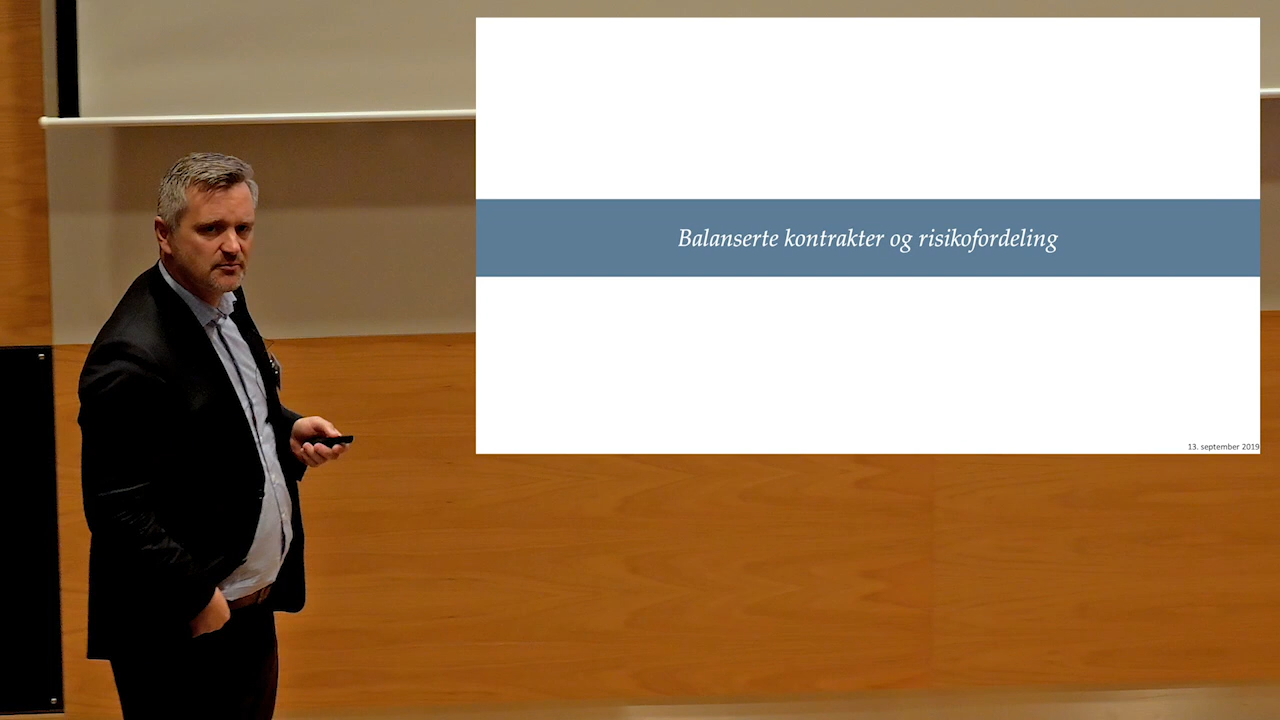 Balanserte kontrakter og risikofordeling
13. september 2019